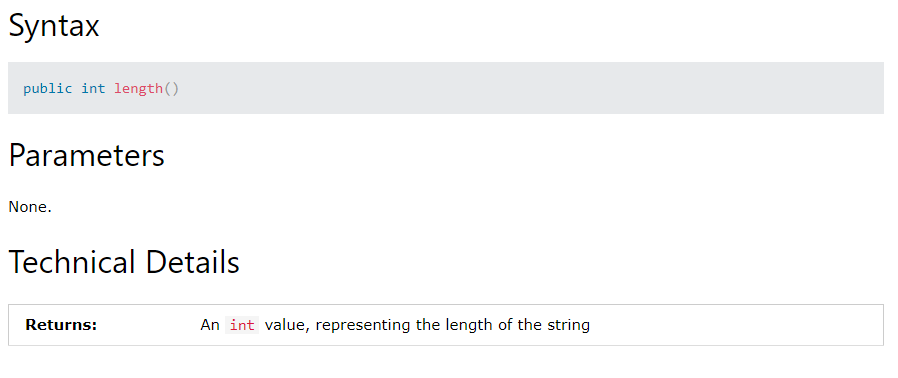 Syntax
public int length()
Parameters
None.
Technical Details
Returns: An int value, representing the length of the string